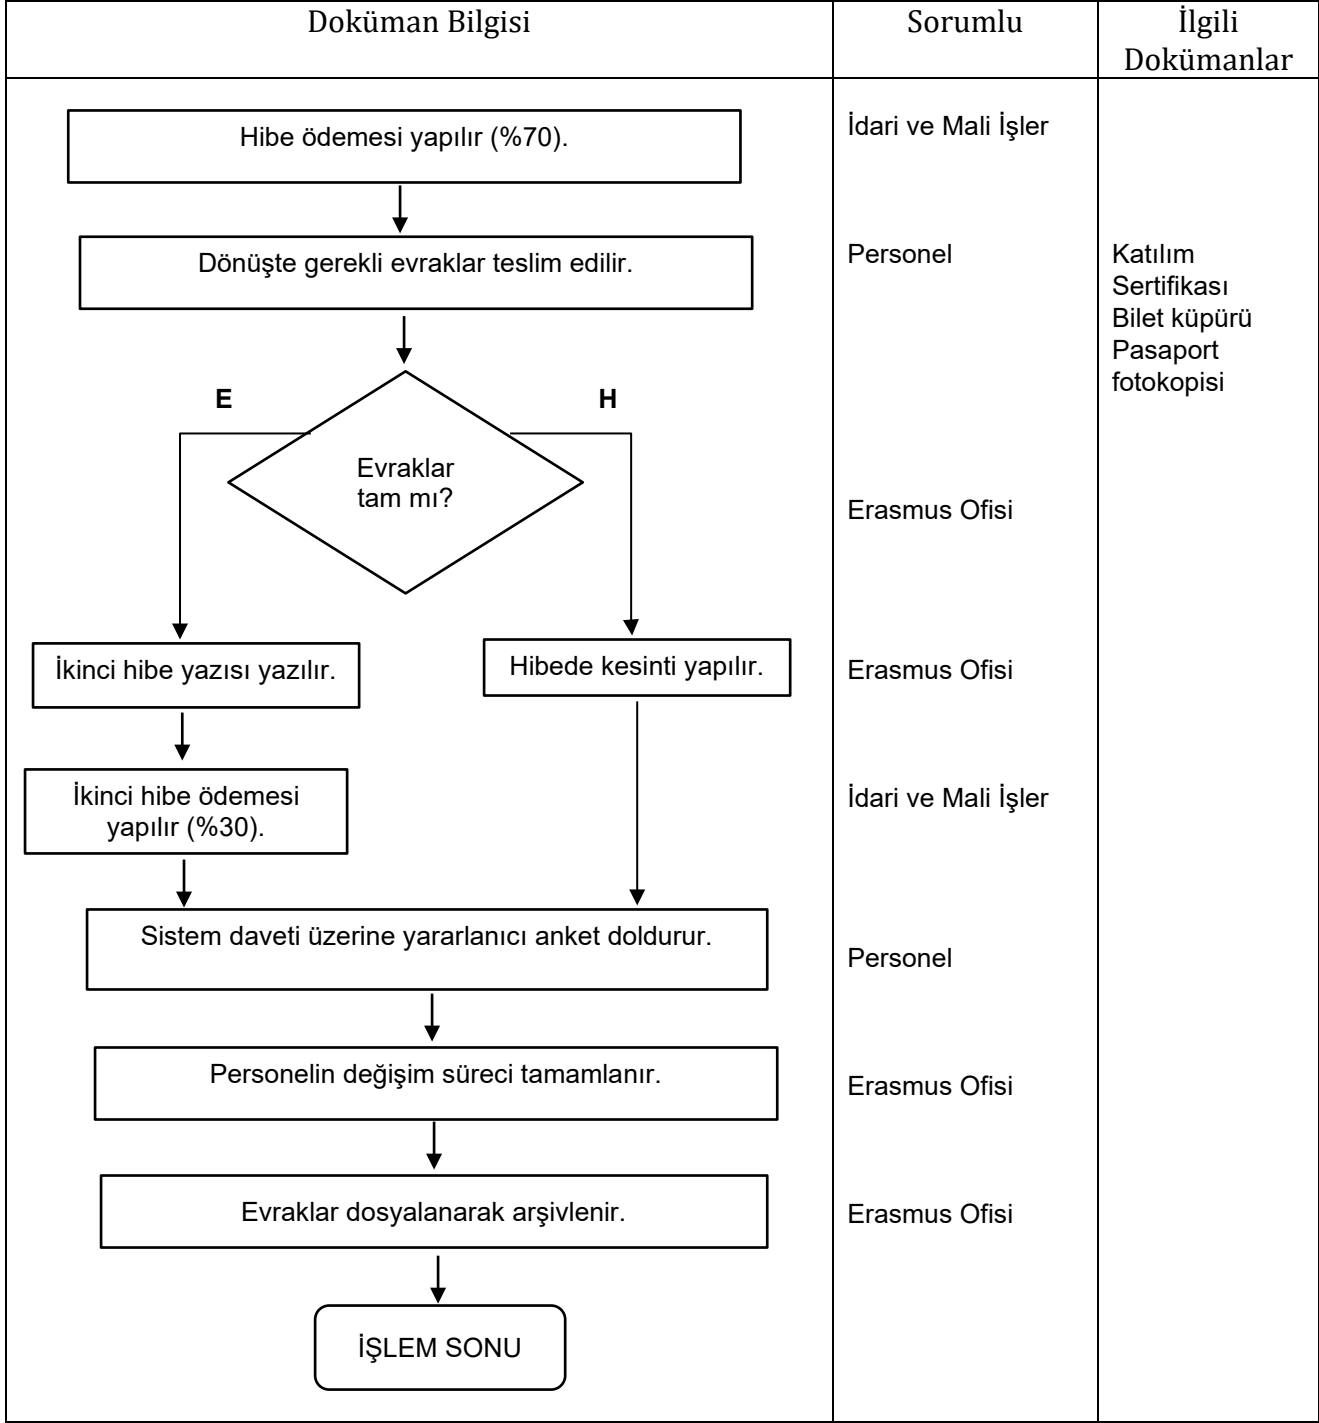 Doküman Bilgisi
Sorumlu
İlgili
Dokümanlar
Hibe ödemesi yapılır (%70).
İdari ve Mali İşler
Dönüşte gerekli evraklar teslim edilir.
Personel
Katılım
Sertifikası
Bilet küpürü
Pasaport
fotokopisi
E
H
Evraklar
tam mı?
Erasmus Ofisi
İkinci hibe yazısı yazılır.
Hibede kesinti yapılır.
Erasmus Ofisi
İkinci hibe ödemesi
yapılır (%30).
İdari ve Mali İşler
Sistem daveti üzerine yararlanıcı anket doldurur.
Personel
Personelin değişim süreci tamamlanır.
Erasmus Ofisi
Evraklar dosyalanarak arşivlenir.
Erasmus Ofisi
İŞLEM SONU